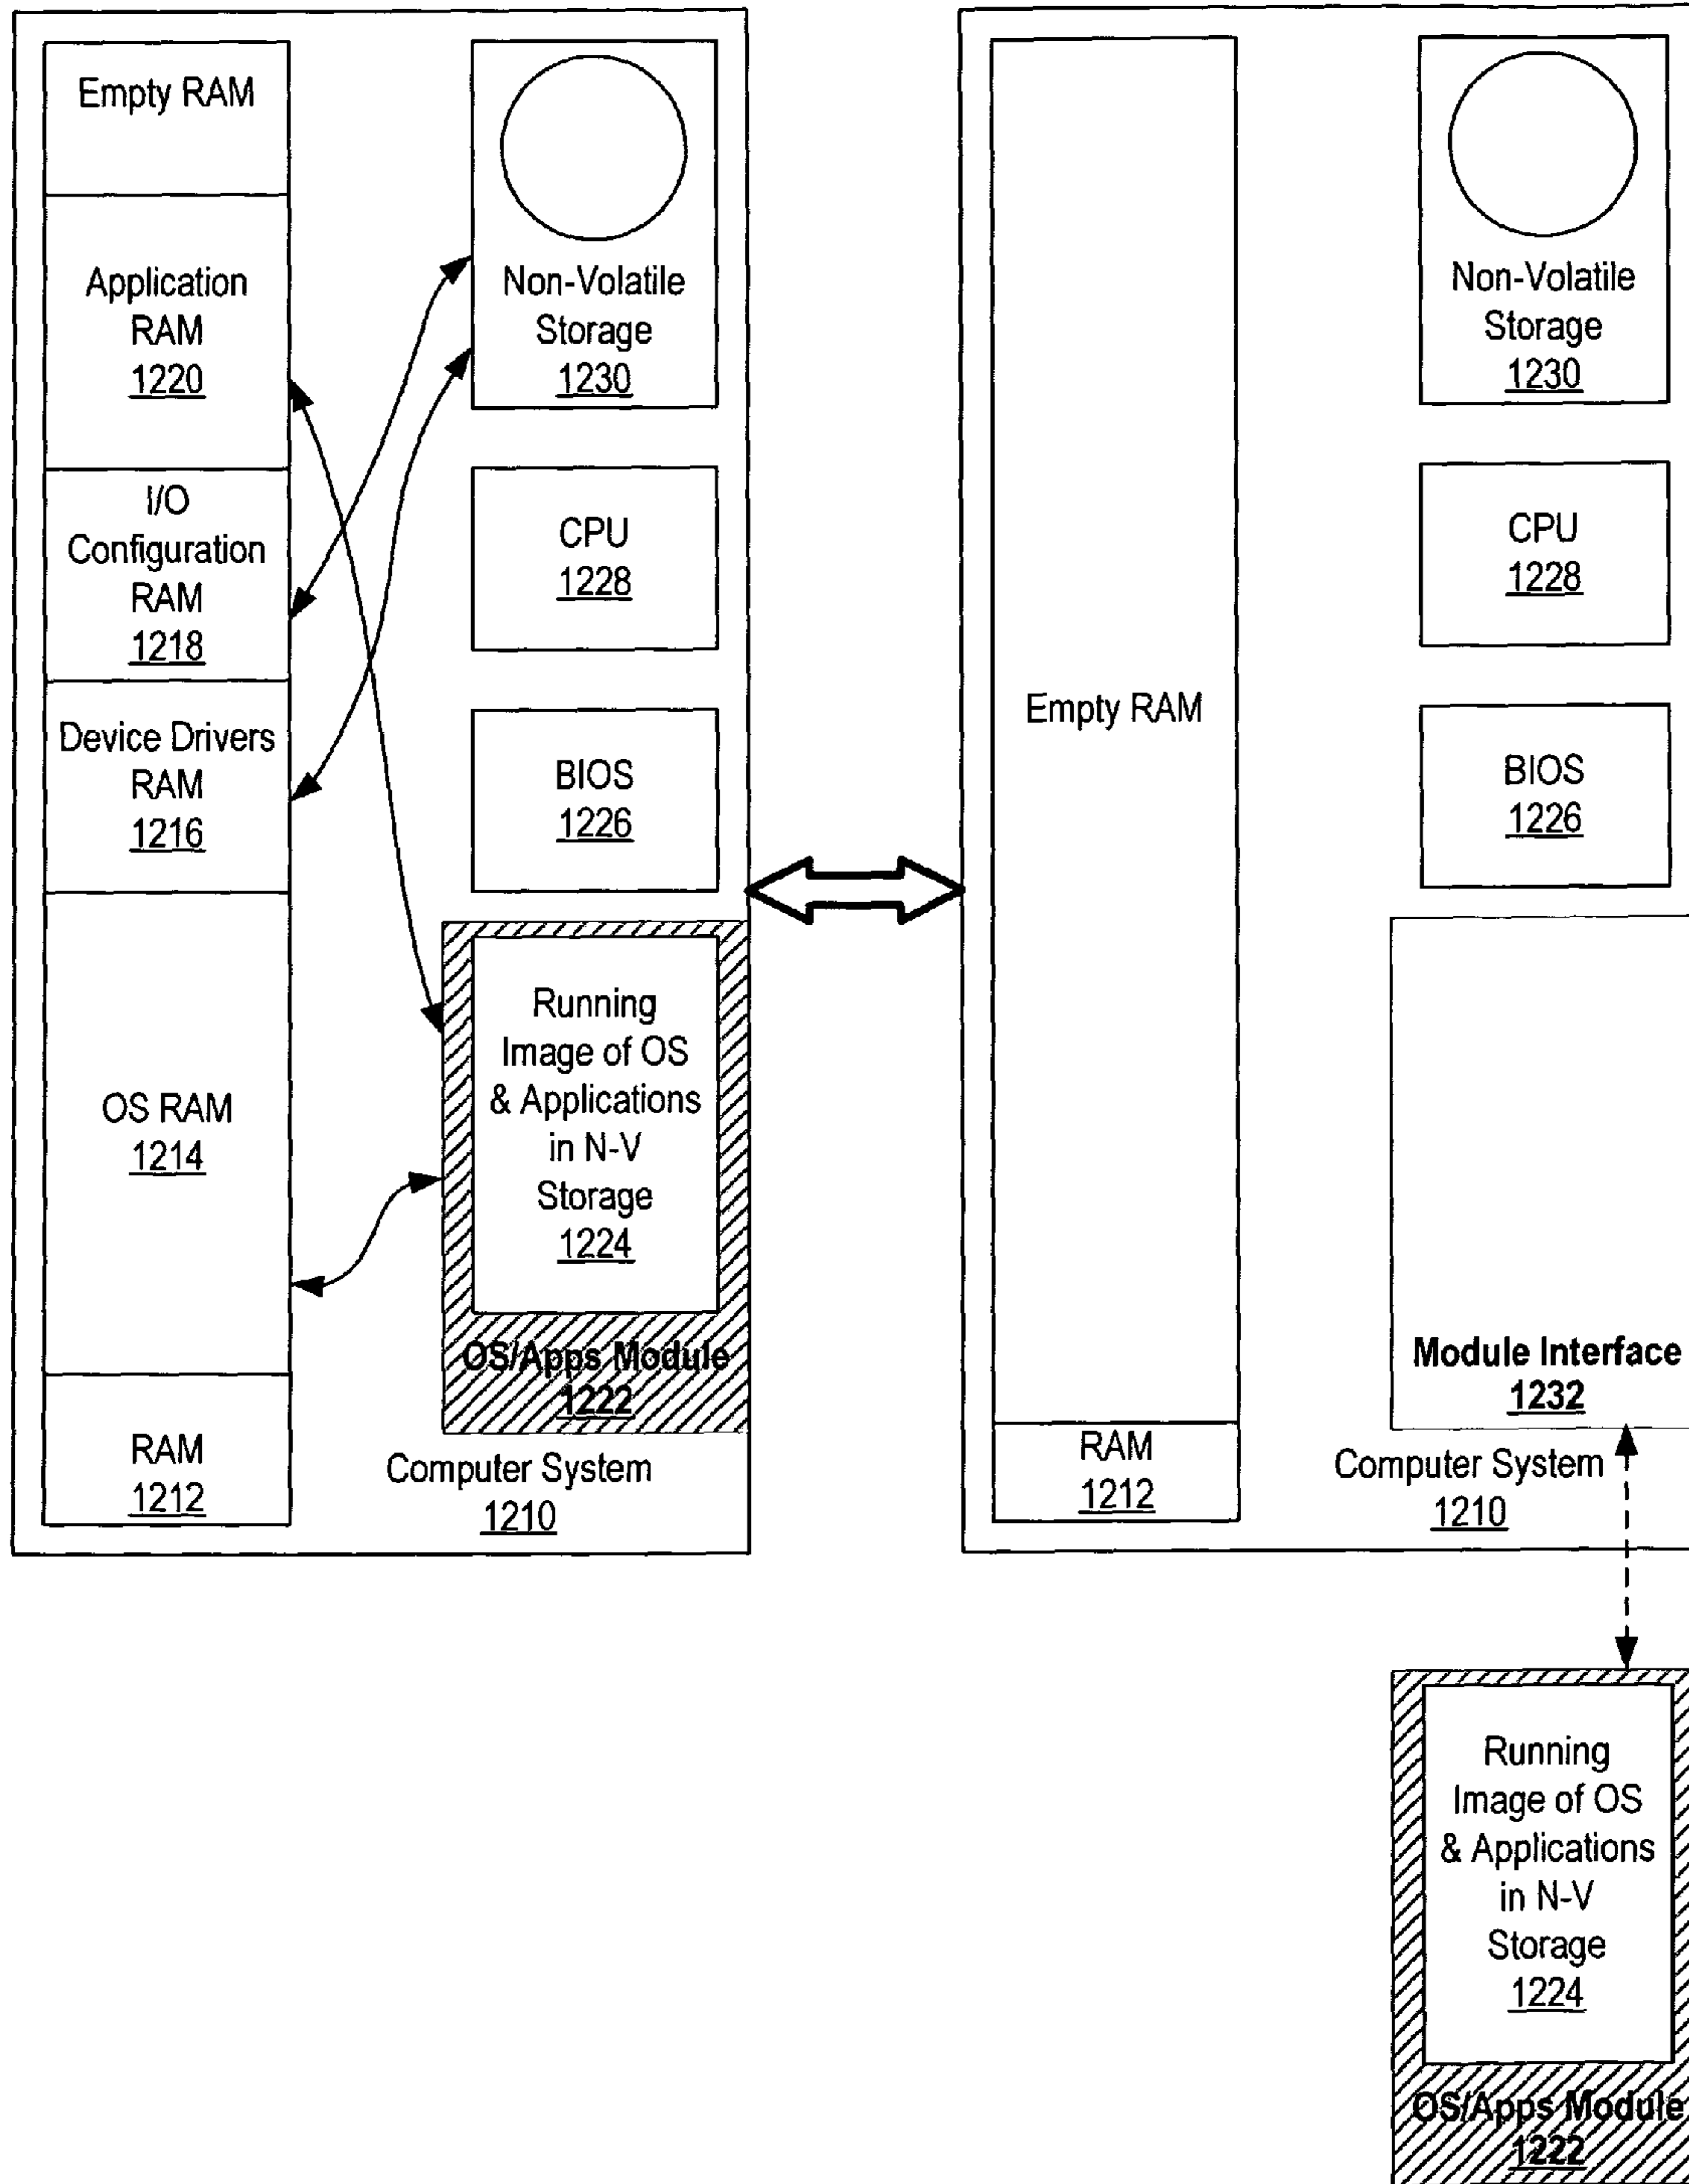 Empty RAM
Application
RAM
1220
I/O
Configuration
RAM
1218
Device Drivers
RAM
1216
OS RAM
1214
RAM
1212
Non-Volatile
Storage
1230
CPU
1228
BIOS
1226
Running
Image of OS
& Applications
in N-V
Storage
1224
OS/Apps Module
1222
Computer System
1210
Empty RAM
RAM
1212
Non-Volatile
Storage
1230
CPU
1228
BIOS
1226
Module Interface
1232
Computer System
1210
Running
Image of OS
& Applications
in N-V
Storage
1224
OS/Apps Module
1222